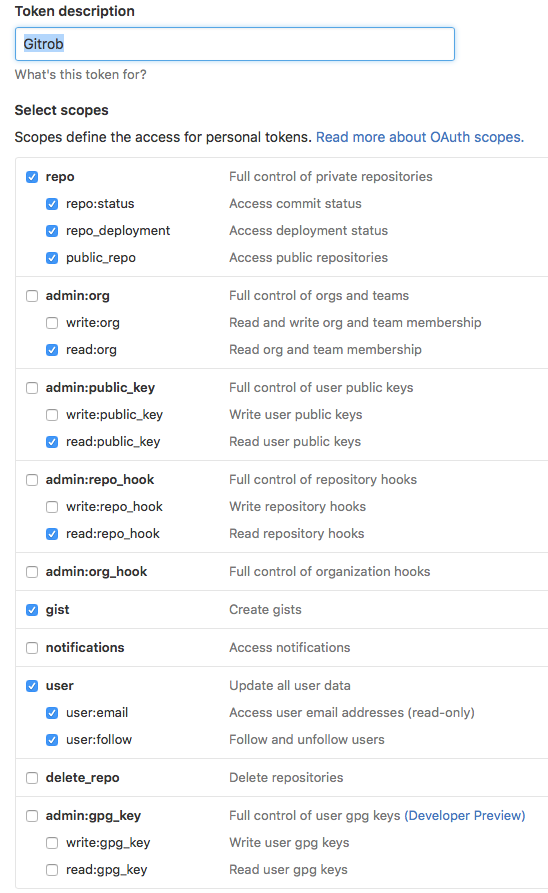 Token description
Gitrob
What's this token for?
Select scopes
Scopes define the access for personal tokens. Read more about OAuth scopes.
repo Full control of private repositories
repo:status Access commit status
repo_deployment Access deployment status
public_repo Access public repositories
admin:org Full control of orgs and teams
write:org Read and write org and team membership
read:org Read org and team membership
admin:public_key Full control of user public keys
write:public_key Write user public keys
read:public_key Read user public keys
admin:repo_hook Full control of repository hooks
write:repo_hook Write repository hooks
read:repo_hook Read repository hooks
admin:org_hook Full control of organization hooks
gist Create gists
notifications Access notifications
user Update all user data
user:email Access user email addresses (read-only)
user:follow Follow and unfollow users
delete_repo Delete repositories
admin:gpg_key Full control of user gpg keys (Developer Preview)
write:gpg_key Write user gpg keys
read:gpg_key Read user gpg keys